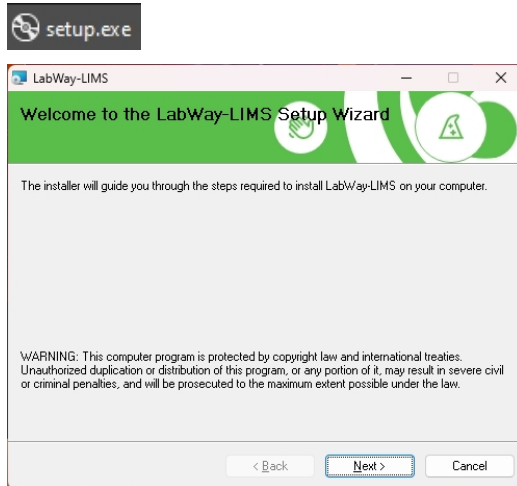 setup.exe
LabWay-LIMS
Welcome to the LabWay-LIMS Setup Wizard
The installer will guide you through the steps required to install LabWay-LIMS on your computer.
WARNING: This computer program is protected by copyright law and international treaties.
Unauthorized duplication or distribution of this program, or any portion of it, may result in severe civil
or criminal penalties, and will be prosecuted to the maximum extent possible under the law.
< Back Next > Cancel